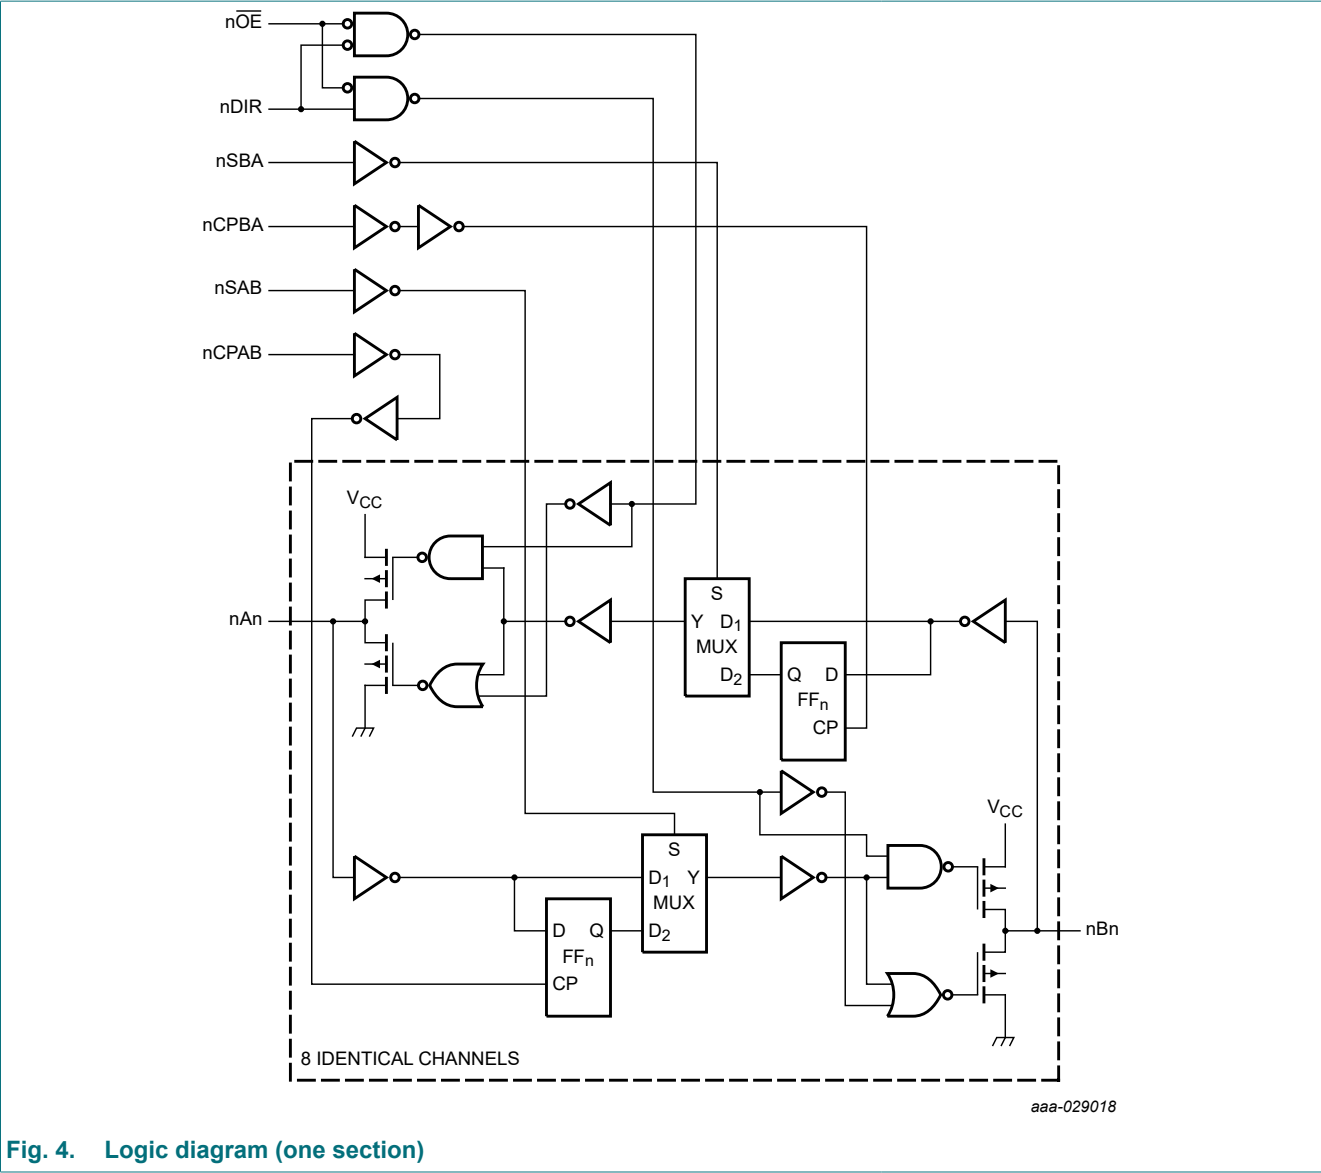 nOE̅
nDIR
nSBA
nCPBA
nSAB
nCPAB
VCC
nAn
S
Y D1
MUX
D2
Q D
FFn
CP
VCC
S
D1 Y
MUX
D2
D Q
FFn
CP
nBn
8 IDENTICAL CHANNELS
aaa-029018
Fig. 4. Logic diagram (one section)